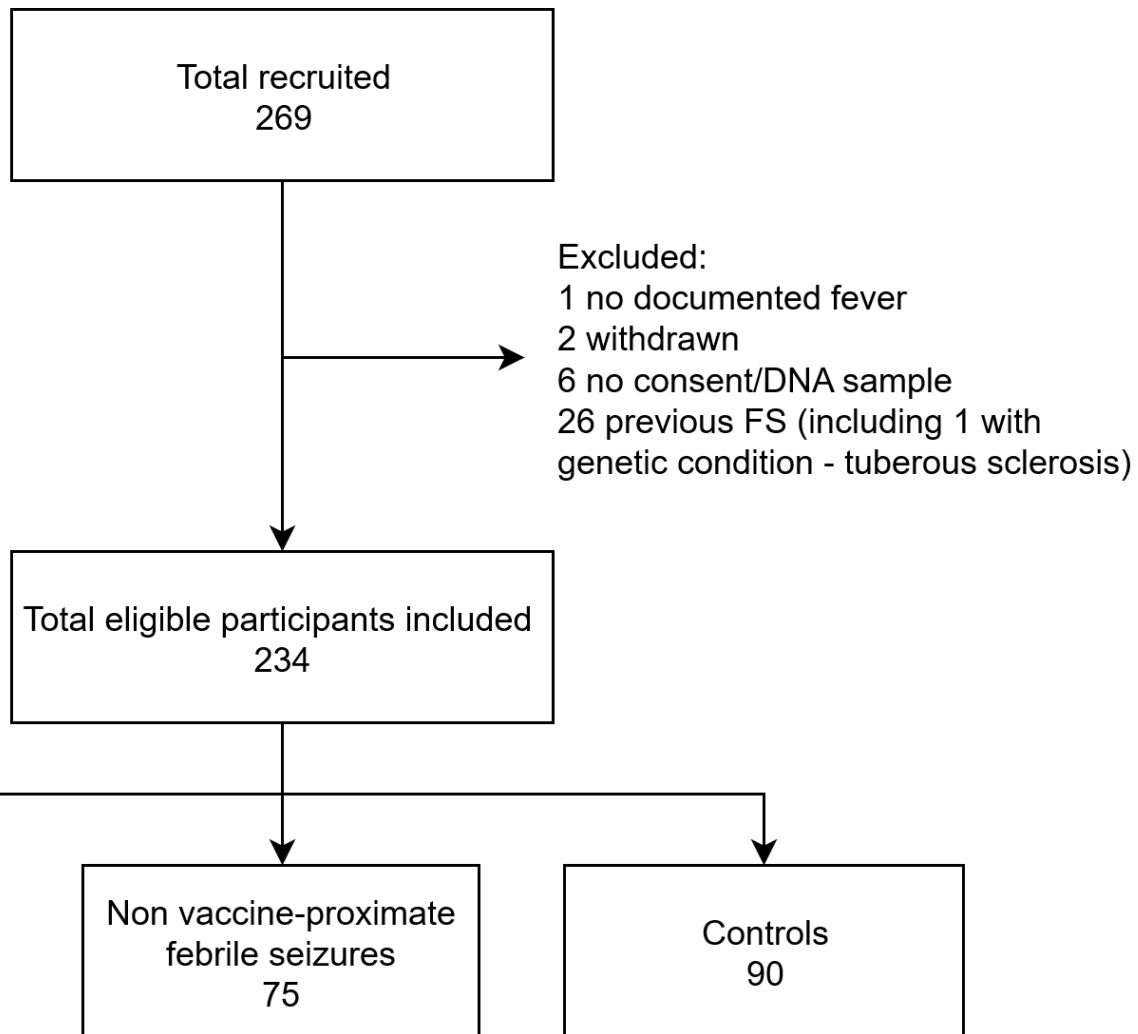 Total recruited
269
Excluded:
1 no documented fever
2 withdrawn
6 no consent/DNA sample
26 previous FS (including 1 with
genetic condition - tuberous sclerosis)
Total eligible participants included
234
Non vaccine-proximate
febrile seizures
75
Controls
90